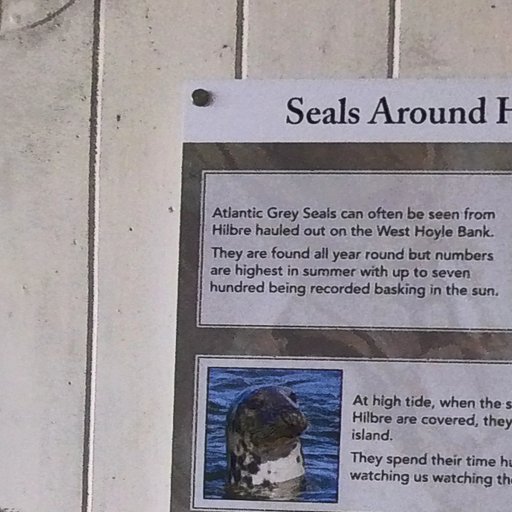 Seals Around H
Atlantic Grey Seals can often be seen from
Hilbre hauled out on the West Hoyle Bank.
They are found all year round but numbers
are highest in summer with up to seven
hundred being recorded basking in the sun.
At high tide, when the s
Hilbre are covered, they
island.
They spend their time hu
watching us watching th